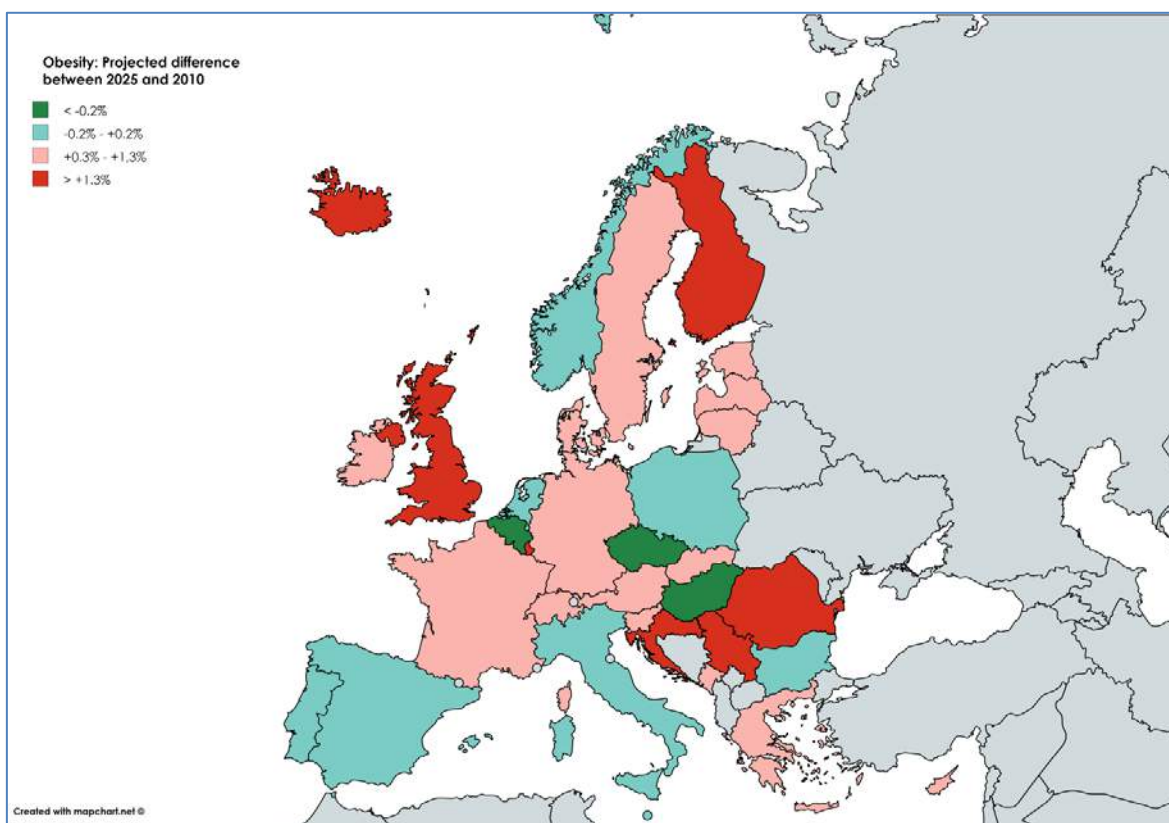 Obesity: Projected difference
between 2025 and 2010
< -0.2%
-0.2% - +0.2%
+0.3% - +1,3%
> +1.3%
Created with mapchart.net ©